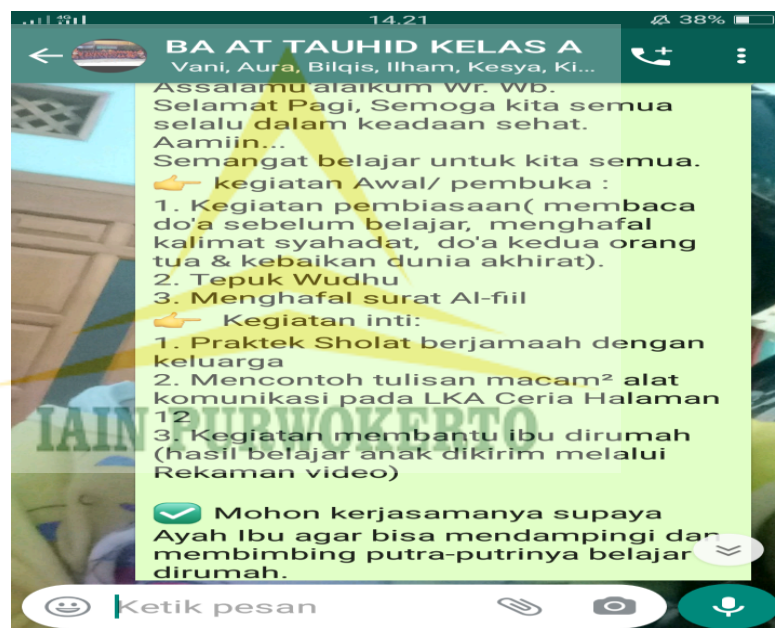 14.21
38%
BA AT TAUHID KELAS A
Vani, Aura, Bilqis, Ilham, Kesya, Ki...
Assalamu'alaikum Wr. Wb.
Selamat Pagi, Semoga kita semua
selalu dalam keadaan sehat.
Aamiin...
Semangat belajar untuk kita semua.
👉 kegiatan Awal/ pembuka :
1. Kegiatan pembiasaan( membaca
do'a sebelum belajar, menghafal
kalimat syahadat, do'a kedua orang
tua & kebaikan dunia akhirat).
2. Tepuk Wudhu
3. Menghafal surat Al-fiil
👉 Kegiatan inti:
1. Praktek Sholat berjamaah dengan
keluarga
2. Mencontoh tulisan macam² alat
komunikasi pada LKA Ceria Halaman
12
3. Kegiatan membantu ibu dirumah
(hasil belajar anak dikirim melalui
Rekaman video)
✅ Mohon kerjasamanya supaya
Ayah Ibu agar bisa mendampingi dan
membimbing putra-putrinya belajar
dirumah.
Ketik pesan
IAIN PURWOKERTO